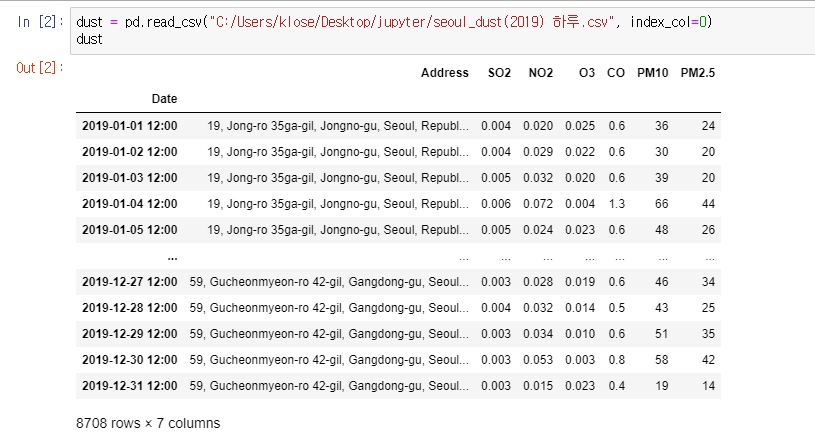 In [2]: dust = pd.read_csv("C:/Users/klose/Desktop/jupyter/seoul_dust(2019) 하루.csv", index_col=0)
dust
Out[2]:
Address SO2 NO2 O3 CO PM10 PM2.5
Date
2019-01-01 12:00 19, Jong-ro 35ga-gil, Jongno-gu, Seoul, Republ... 0.004 0.020 0.025 0.6 36 24
2019-01-02 12:00 19, Jong-ro 35ga-gil, Jongno-gu, Seoul, Republ... 0.004 0.029 0.022 0.6 30 20
2019-01-03 12:00 19, Jong-ro 35ga-gil, Jongno-gu, Seoul, Republ... 0.005 0.032 0.020 0.6 39 20
2019-01-04 12:00 19, Jong-ro 35ga-gil, Jongno-gu, Seoul, Republ... 0.006 0.072 0.004 1.3 66 44
2019-01-05 12:00 19, Jong-ro 35ga-gil, Jongno-gu, Seoul, Republ... 0.005 0.024 0.023 0.6 48 26
... ... ... ... ... ... ... ...
2019-12-27 12:00 59, Gucheonmyeon-ro 42-gil, Gangdong-gu, Seoul... 0.003 0.028 0.019 0.6 46 34
2019-12-28 12:00 59, Gucheonmyeon-ro 42-gil, Gangdong-gu, Seoul... 0.004 0.032 0.014 0.5 43 25
2019-12-29 12:00 59, Gucheonmyeon-ro 42-gil, Gangdong-gu, Seoul... 0.003 0.034 0.010 0.6 51 35
2019-12-30 12:00 59, Gucheonmyeon-ro 42-gil, Gangdong-gu, Seoul... 0.003 0.053 0.003 0.8 58 42
2019-12-31 12:00 59, Gucheonmyeon-ro 42-gil, Gangdong-gu, Seoul... 0.003 0.015 0.023 0.4 19 14
8708 rows × 7 columns